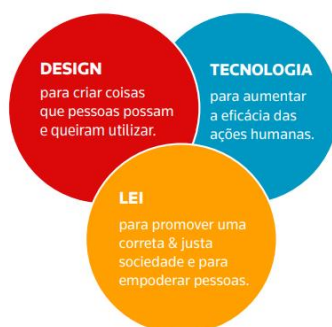 DESIGN
para criar coisas
que pessoas possam
e queiram utilizar.
TECNOLOGIA
para aumentar
a eficácia das
ações humanas.
LEI
para promover uma
correta & justa
sociedade e para
empoderar pessoas.